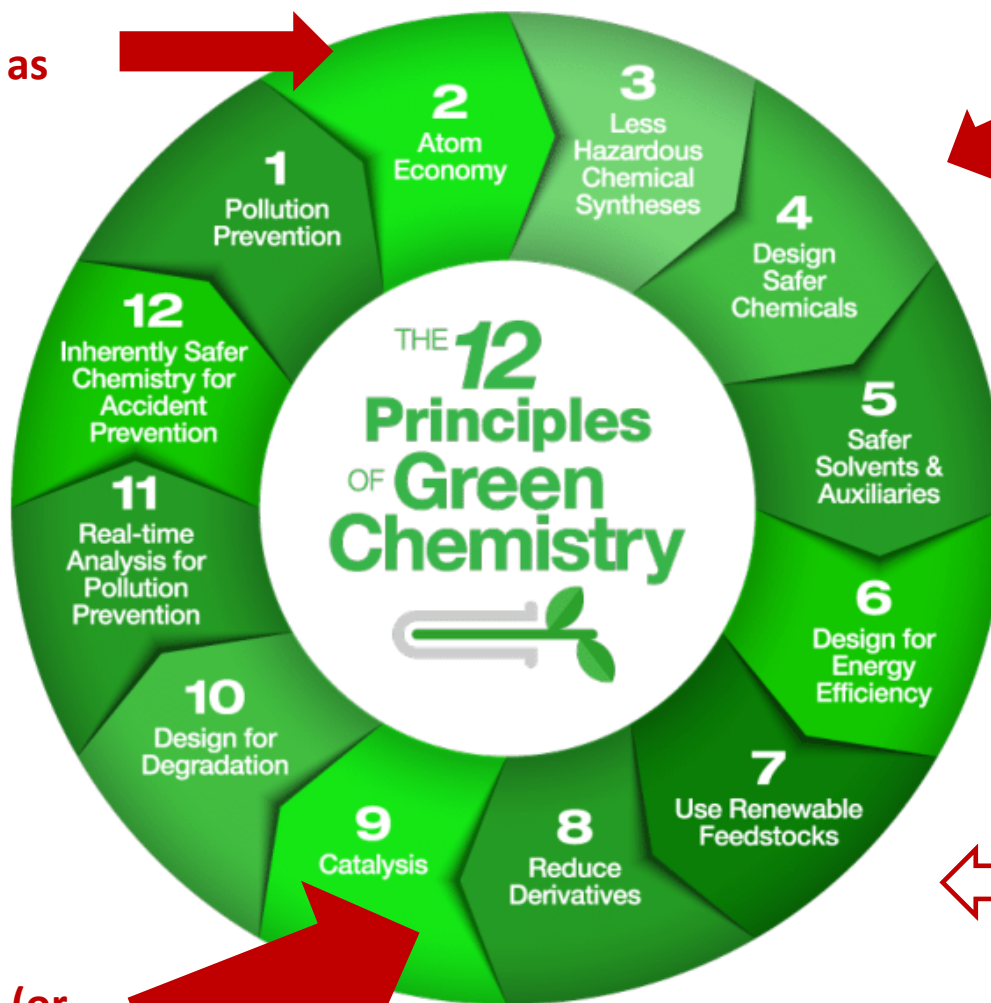 as
2
Atom
Economy
3
Less
Hazardous
Chemical
Syntheses
1
Pollution
Prevention
4
Design
Safer
Chemicals
12
Inherently Safer
Chemistry for
Accident
Prevention
THE 12
Principles
OF Green
Chemistry
5
Safer
Solvents &
Auxiliaries
11
Real-time
Analysis for
Pollution
Prevention
6
Design for
Energy
Efficiency
10
Design for
Degradation
7
Use Renewable
Feedstocks
9
Catalysis
8
Reduce
Derivatives
(or